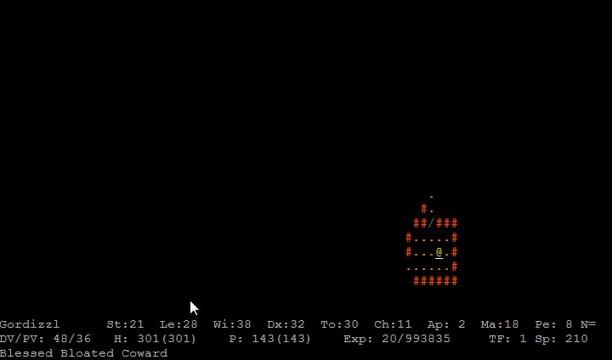 .
#.
##/###
#.....#
#...@.#
......#
######
Gordizzl St:21 Le:28 Wi:38 Dx:32 To:30 Ch:11 Ap: 2 Ma:18 Pe: 8 N=
DV/PV: 48/36 H: 301(301) P: 143(143) Exp: 20/993835 TF: 1 Sp: 210
Blessed Bloated Coward